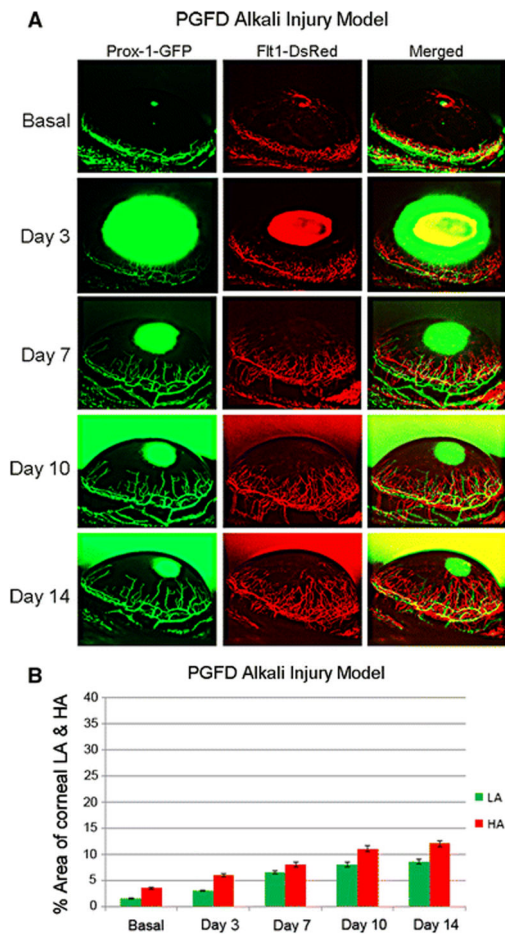 A
PGFD Alkali Injury Model
Prox-1-GFP Flt1-DsRed Merged
Basal
Day 3
Day 7
Day 10
Day 14
B
PGFD Alkali Injury Model
% Area of corneal LA & HA
40
35
30
25
20
15
10
5
0
LA
HA
Basal Day 3 Day 7 Day 10 Day 14